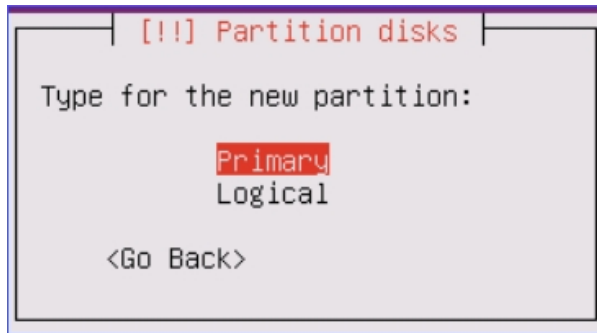 [!!] Partition disks
Type for the new partition:
Primary
Logical
<Go Back>